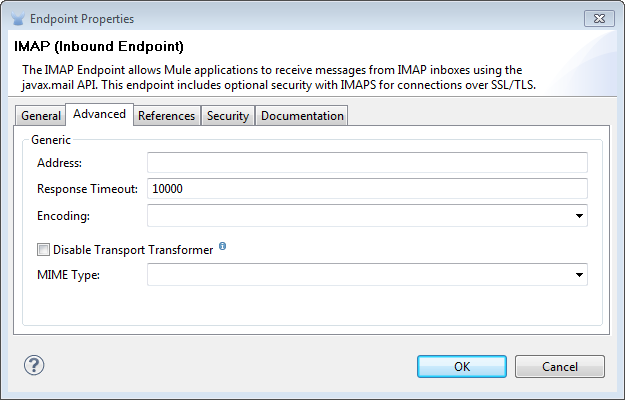 Endpoint Properties
IMAP (Inbound Endpoint)
The IMAP Endpoint allows Mule applications to receive messages from IMAP inboxes using the
javax.mail API. This endpoint includes optional security with IMAPS for connections over SSL/TLS.
General Advanced References Security Documentation
Generic
Address:
Response Timeout: 10000
Encoding:
Disable Transport Transformer
MIME Type:
OK Cancel